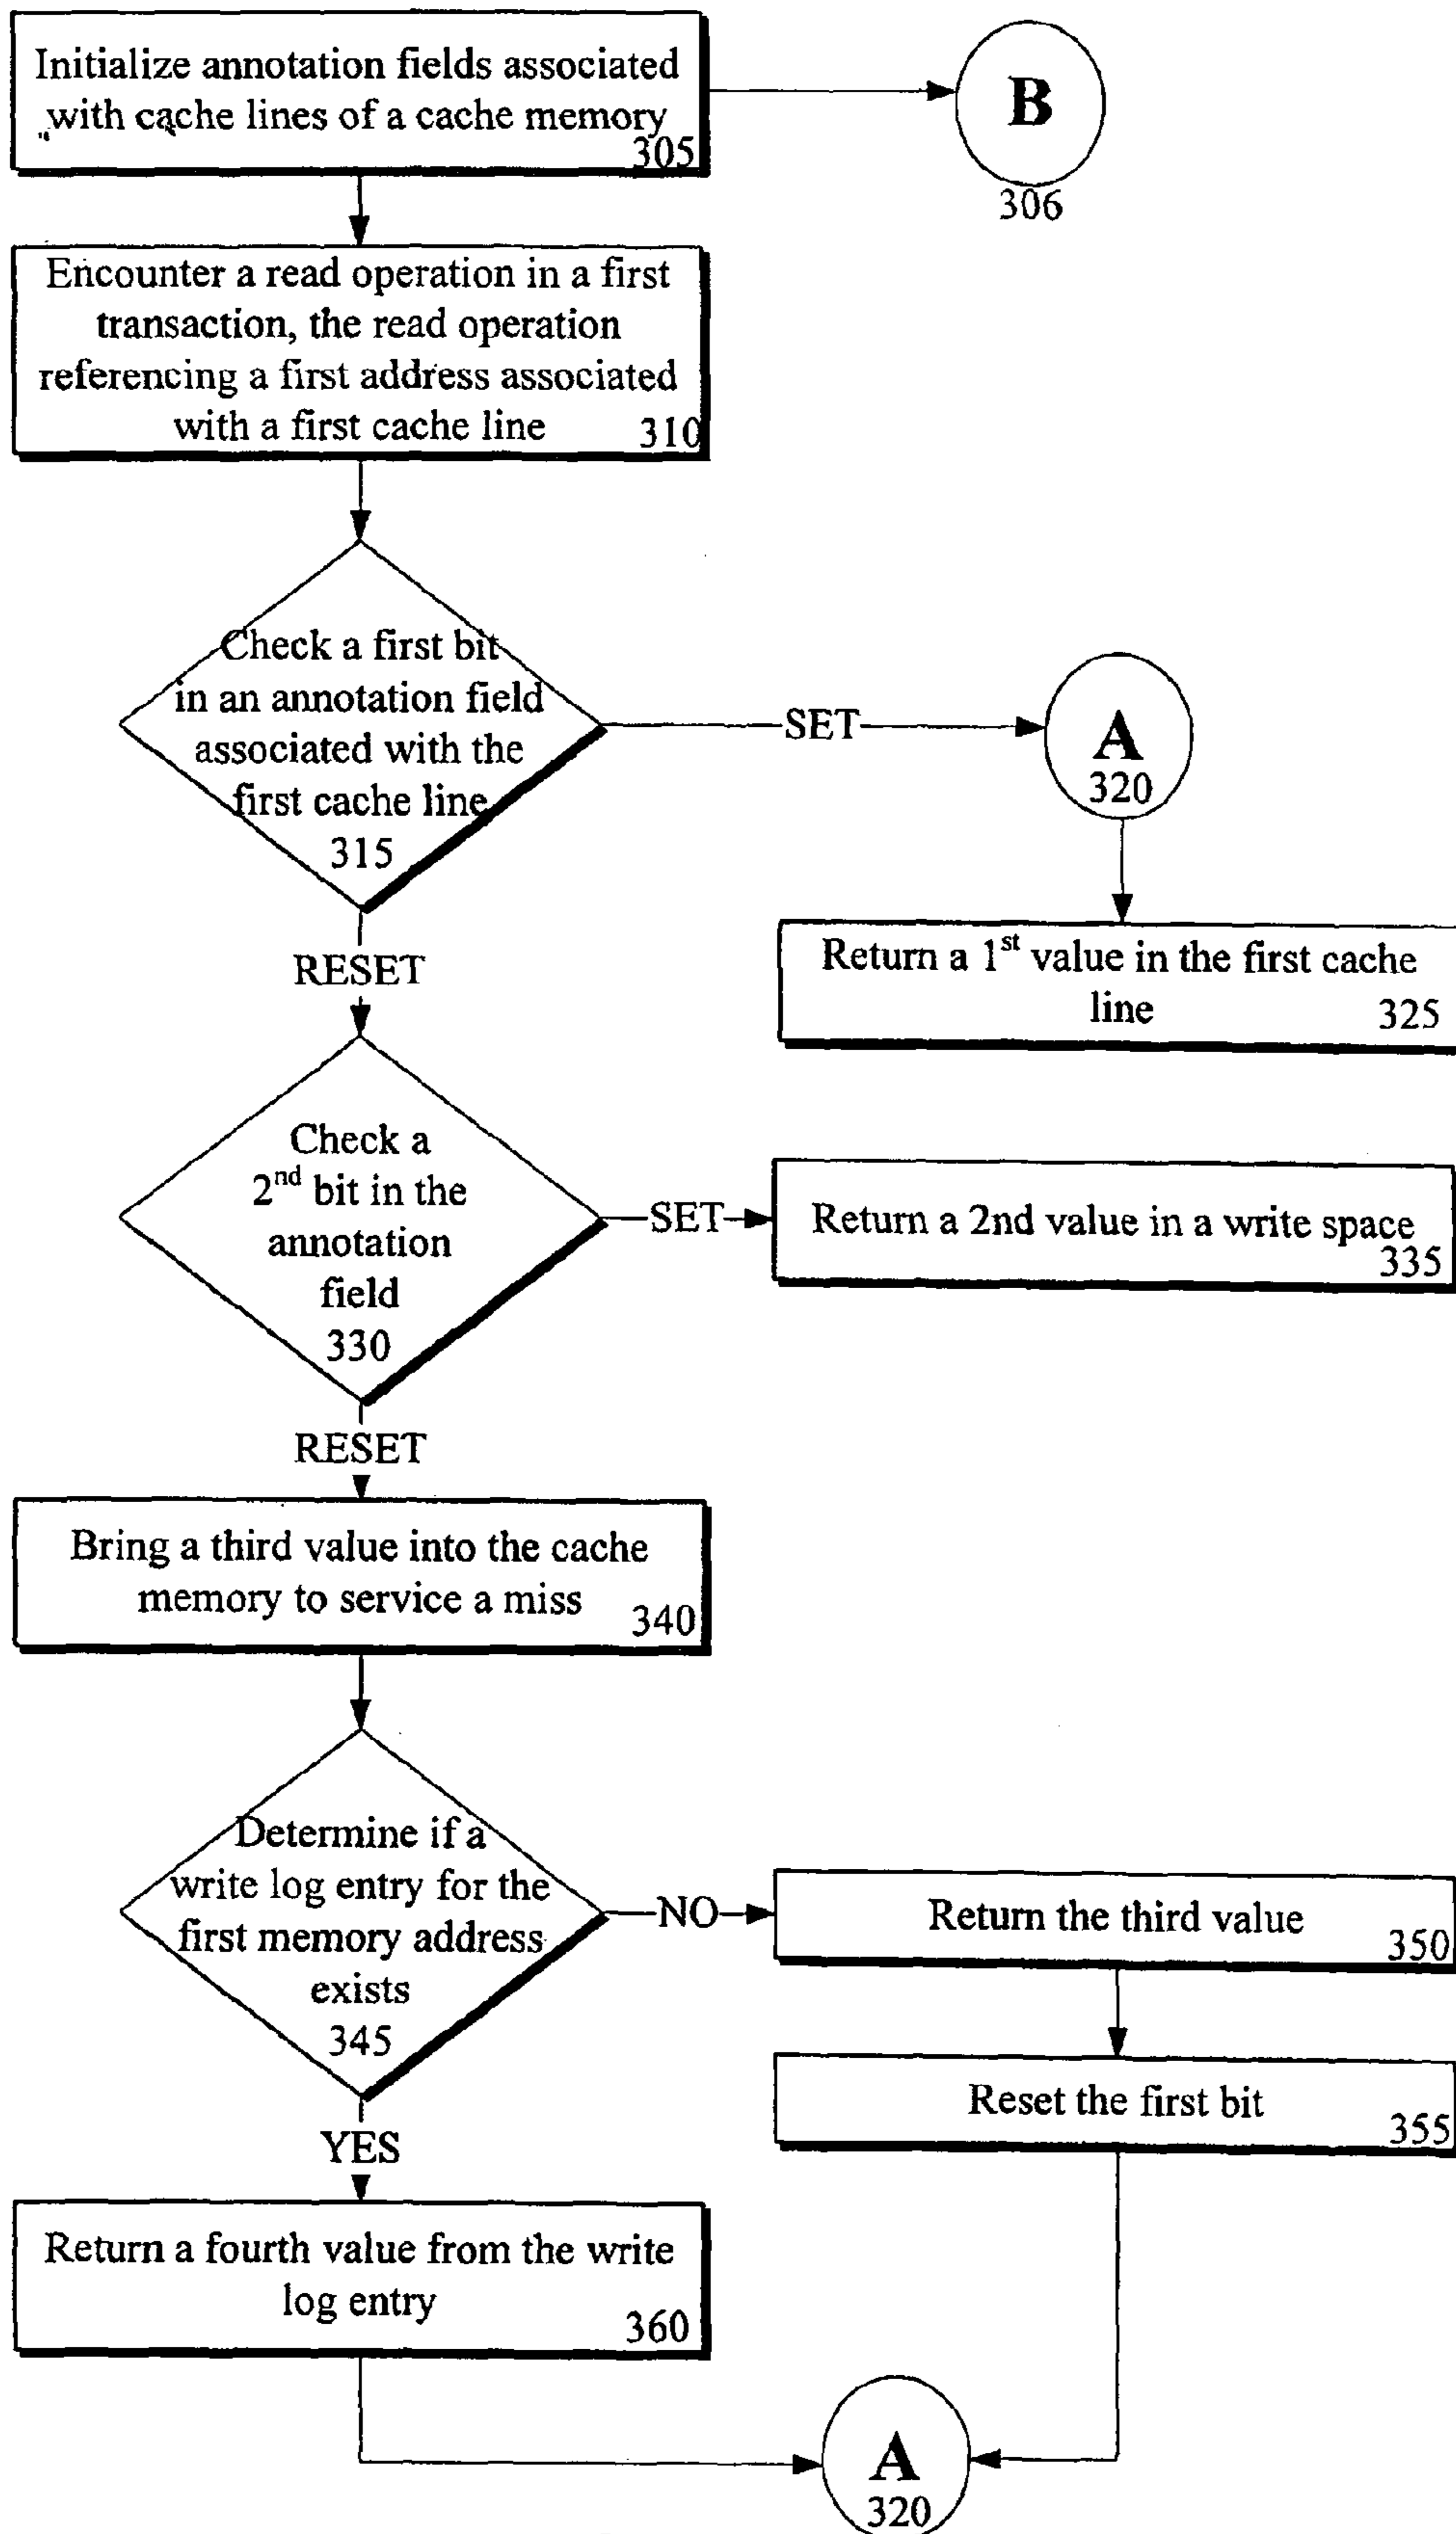 Initialize annotation fields associated
with cache lines of a cache memory
305
B
306
Encounter a read operation in a first
transaction, the read operation
referencing a first address associated
with a first cache line
310
Check a first bit
in an annotation field
associated with the
first cache line
315
SET
A
320
RESET
Return a 1st value in the first cache
line
325
Check a
2nd bit in the
annotation
field
330
SET
Return a 2nd value in a write space
335
RESET
Bring a third value into the cache
memory to service a miss
340
Determine if a
write log entry for the
first memory address
exists
345
NO
Return the third value
350
Reset the first bit
355
YES
Return a fourth value from the write
log entry
360
A
320